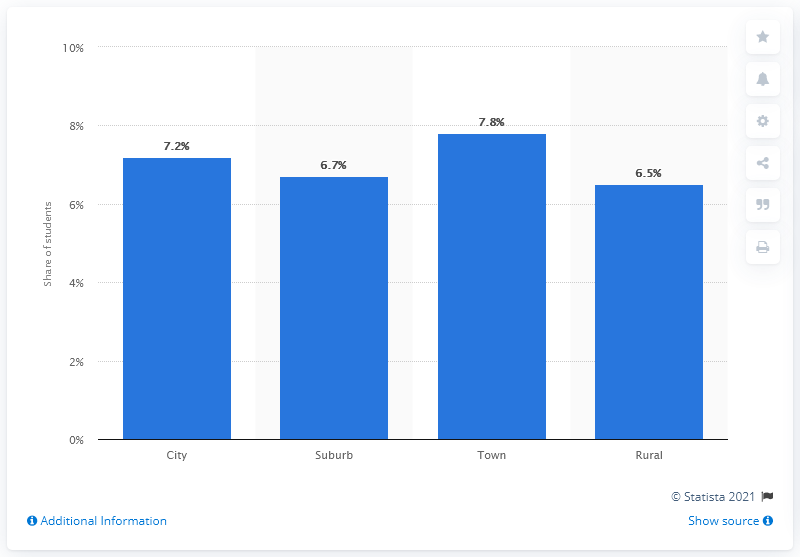 10%
8%
6%
4%
2%
0%
Share of students
7.2%
6.7%
7.8%
6.5%
City
Suburb
Town
Rural
© Statista 2021
Additional Information
Show source